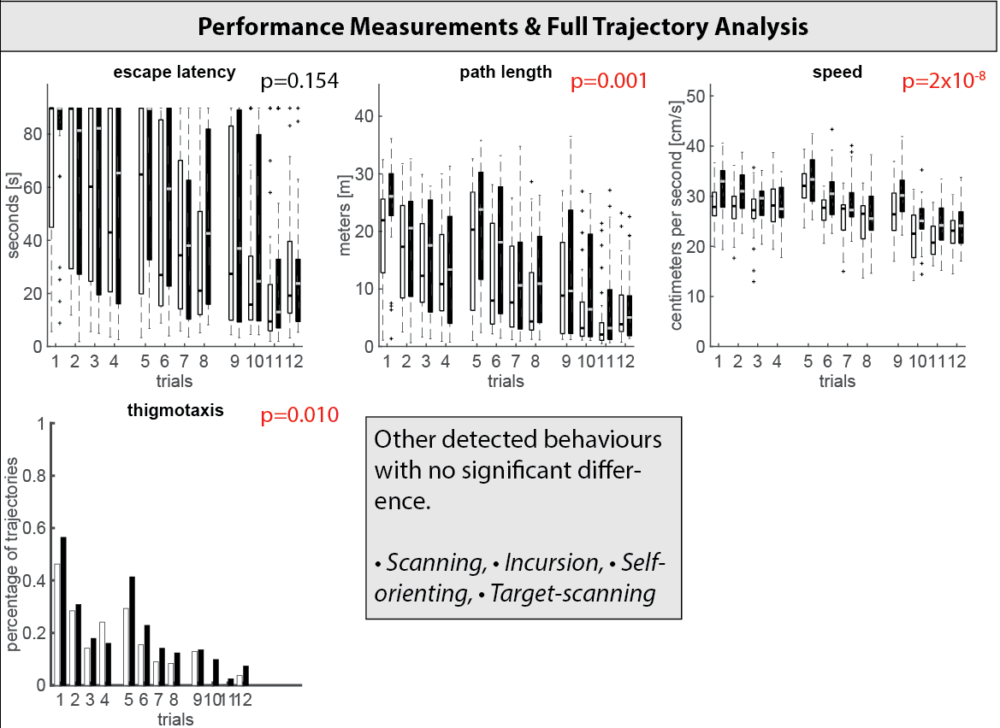 Performance Measurements & Full Trajectory Analysis
escape latency
p=0.154
seconds [s]
80
60
40
20
0
1 2 3 4 5 6 7 8 9 10 11 12
trials
path length
p=0.001
meters [m]
40
30
20
10
0
1 2 3 4 5 6 7 8 9 10 11 12
trials
speed
p=2x10-8
centimeters per second [cm/s]
50
40
30
20
10
0
1 2 3 4 5 6 7 8 9 10 11 12
trials
thigmotaxis
p=0.010
percentage of trajectories
1
0.8
0.6
0.4
0.2
0
1 2 3 4 5 6 7 8 9 10 11 12
trials
Other detected behaviours
with no significant differ-
ence.
• Scanning, • Incursion, • Self-
orienting, • Target-scanning